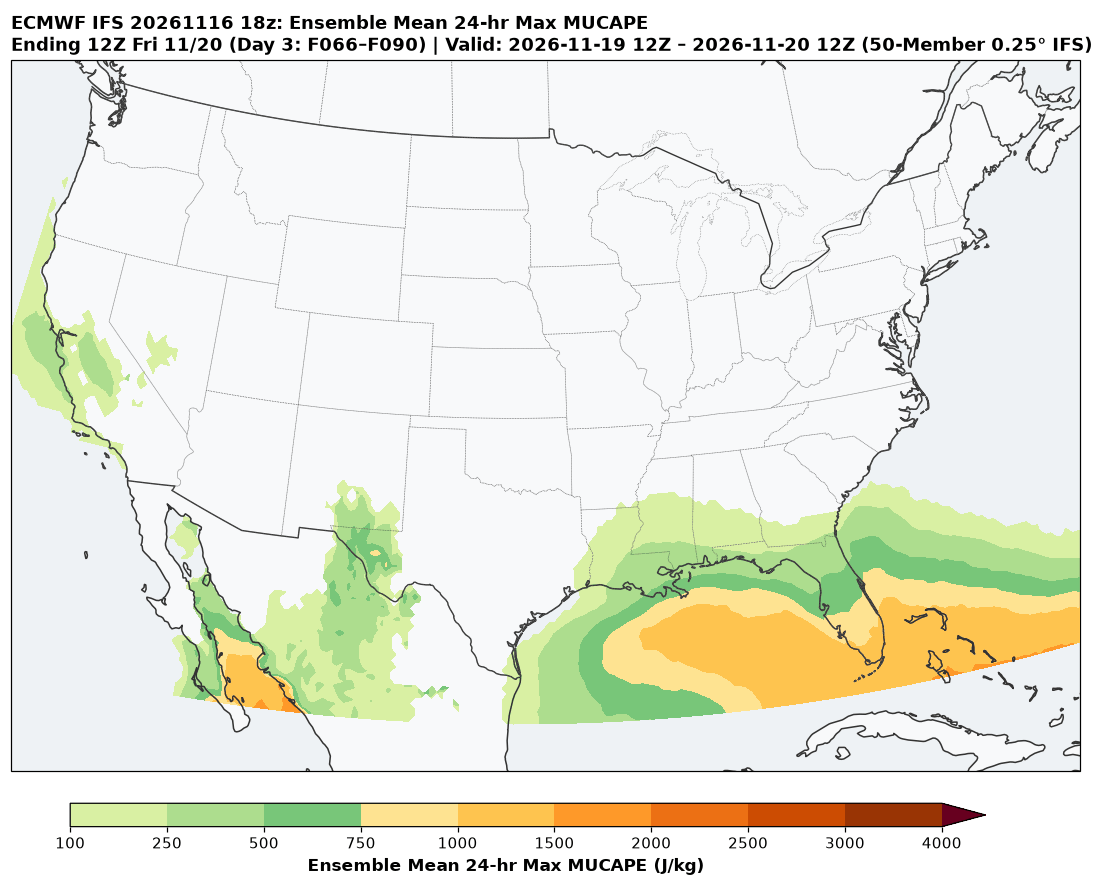 ECMWF IFS 20261116 18z: Ensemble Mean 24-hr Max MUCAPE
Ending 12Z Fri 11/20 (Day 3: F066–F090) | Valid: 2026-11-19 12Z – 2026-11-20 12Z (50-Member 0.25° IFS)
100 250 500 750 1000 1500 2000 2500 3000 4000
Ensemble Mean 24-hr Max MUCAPE (J/kg)